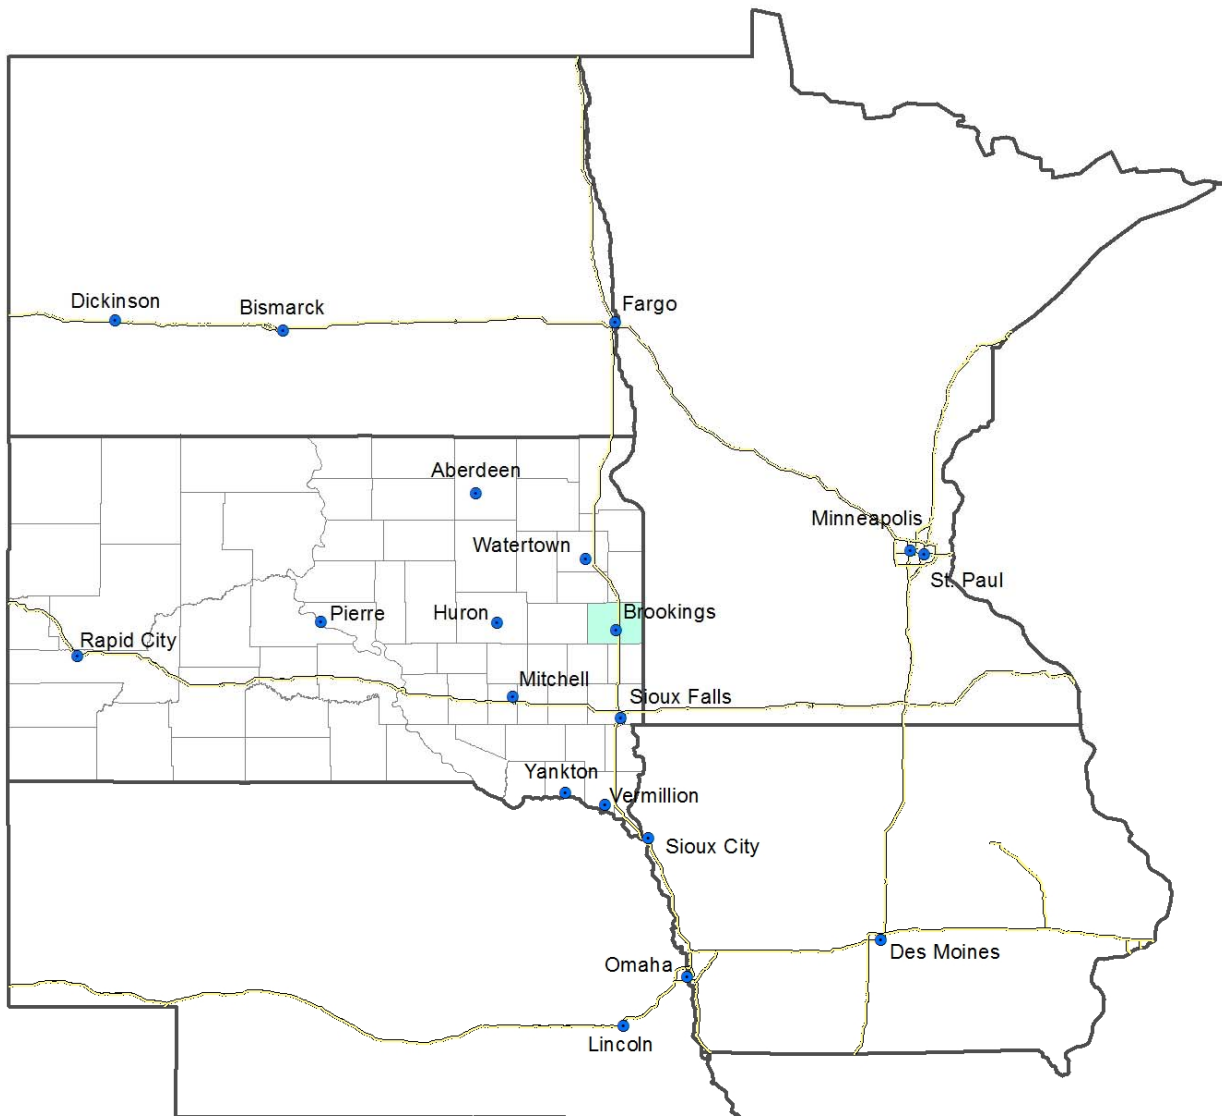 Dickinson
Bismarck
Fargo
Aberdeen
Minneapolis
Watertown
St. Paul
Pierre
Huron
Brookings
Rapid City
Mitchell
Sioux Falls
Yankton
Vermillion
Sioux City
Des Moines
Omaha
Lincoln